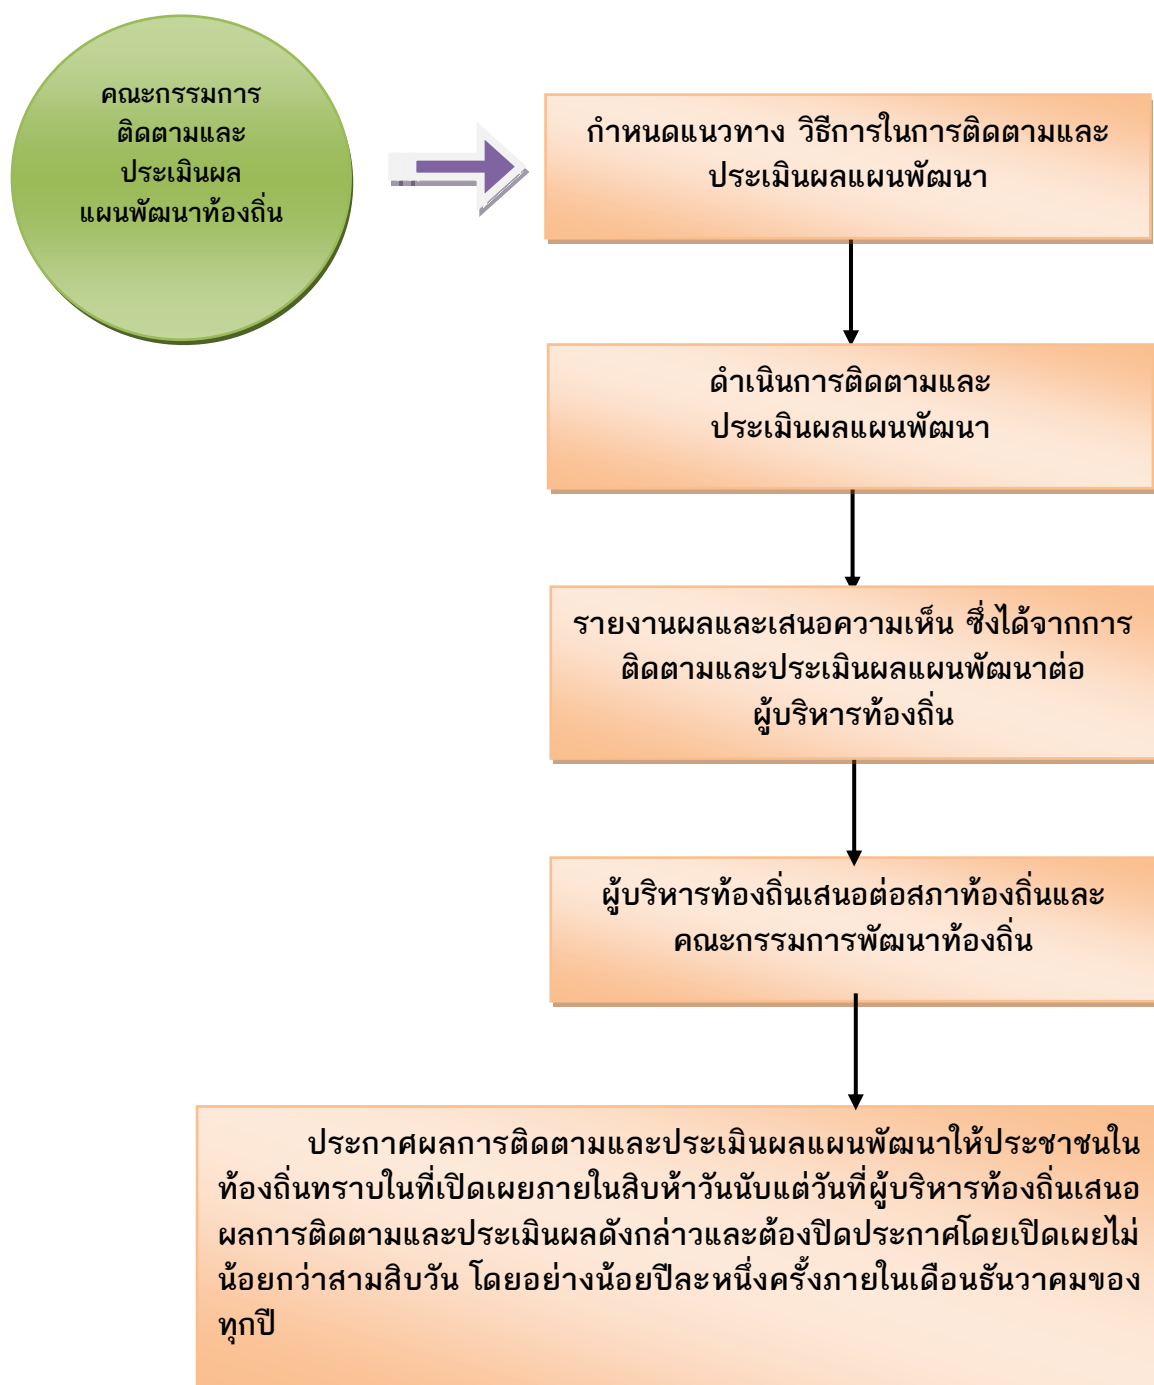 คณะกรรมการ
ติดตามและ
ประเมินผล
แผนพัฒนาท้องถิ่น
กำหนดแนวทาง วิธีการในการติดตามและ
ประเมินผลแผนพัฒนา
ดำเนินการติดตามและ
ประเมินผลแผนพัฒนา
รายงานผลและเสนอความเห็น ซึ่งได้จากการ
ติดตามและประเมินผลแผนพัฒนาต่อ
ผู้บริหารท้องถิ่น
ผู้บริหารท้องถิ่นเสนอต่อสภาท้องถิ่นและ
คณะกรรมการพัฒนาท้องถิ่น
ประกาศผลการติดตามและประเมินผลแผนพัฒนาให้ประชาชนใน
ท้องถิ่นทราบในที่เปิดเผยภายในสิบห้าวันนับแต่วันที่ผู้บริหารท้องถิ่นเสนอ
ผลการติดตามและประเมินผลดังกล่าวและต้องปิดประกาศโดยเปิดเผยไม่
น้อยกว่าสามสิบวัน โดยอย่างน้อยปีละหนึ่งครั้งภายในเดือนธันวาคมของ
ทุกปี